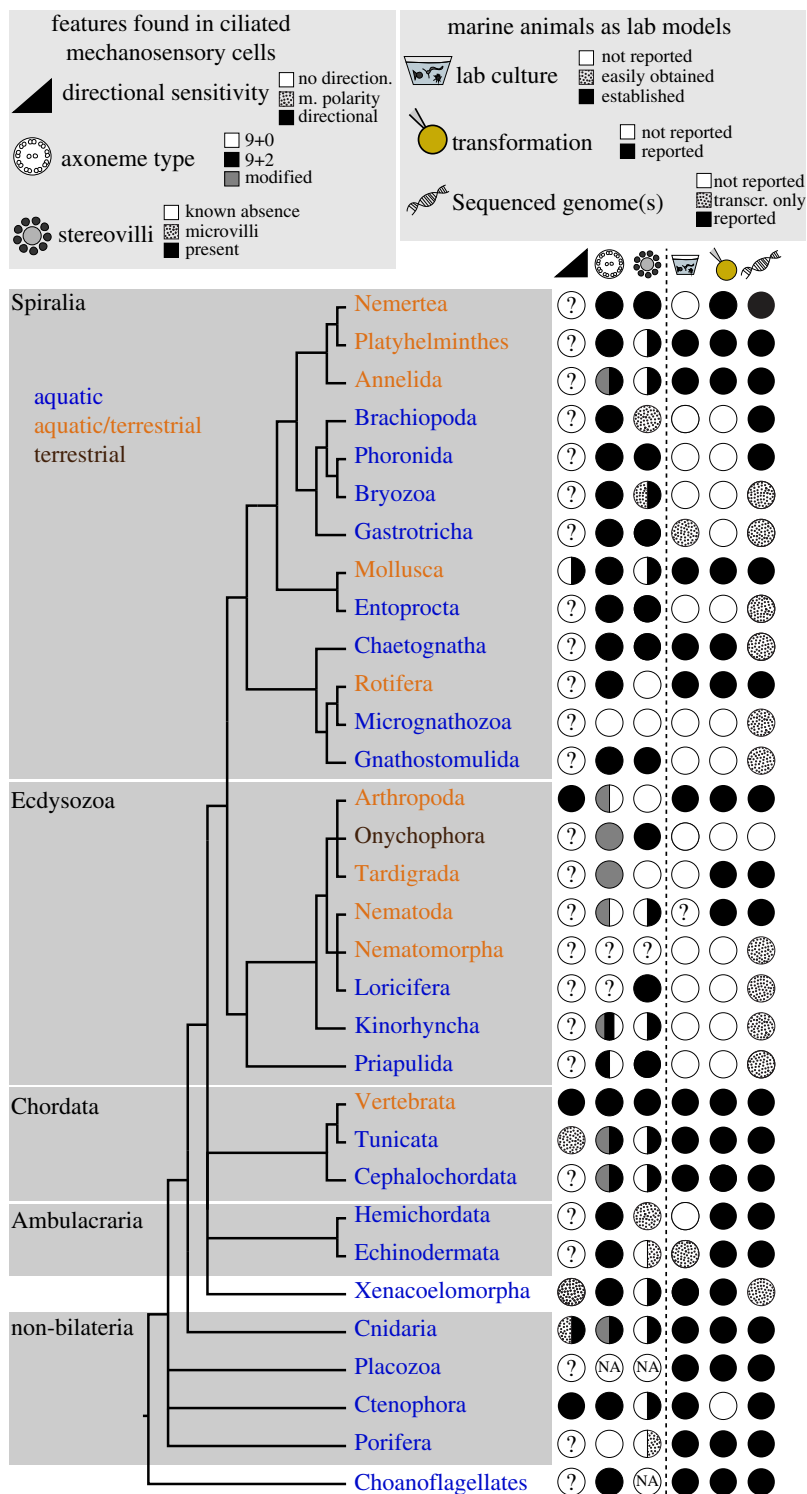 features found in ciliated
mechanosensory cells
directional sensitivity
no direction.
m. polarity
directional
axoneme type
9+0
9+2
modified
stereovilli
known absence
microvilli
present
marine animals as lab models
lab culture
not reported
easily obtained
established
transformation
not reported
reported
Sequenced genome(s)
not reported
transcr. only
reported
Spiralia
aquatic
aquatic/terrestrial
terrestrial
Nemertea ?
Platyhelminthes ?
Annelida ?
Brachiopoda ?
Phoronida ?
Bryozoa ?
Gastrotricha ?
Mollusca
Entoprocta ?
Chaetognatha ?
Rotifera ?
Micrognathozoa ?
Gnathostomulida ?
Ecdysozoa
Arthropoda
Onychophora ?
Tardigrada ?
Nematoda ? ?
Nematomorpha ? ? ?
Loricifera ? ?
Kinorhyncha ?
Priapulida ?
Chordata
Vertebrata
Tunicata
Cephalochordata ?
Ambulacraria
Hemichordata ?
Echinodermata ?
Xenacoelomorpha
non-bilateria
Cnidaria
Placozoa ? NA NA
Ctenophora
Porifera ?
Choanoflagellates ? NA